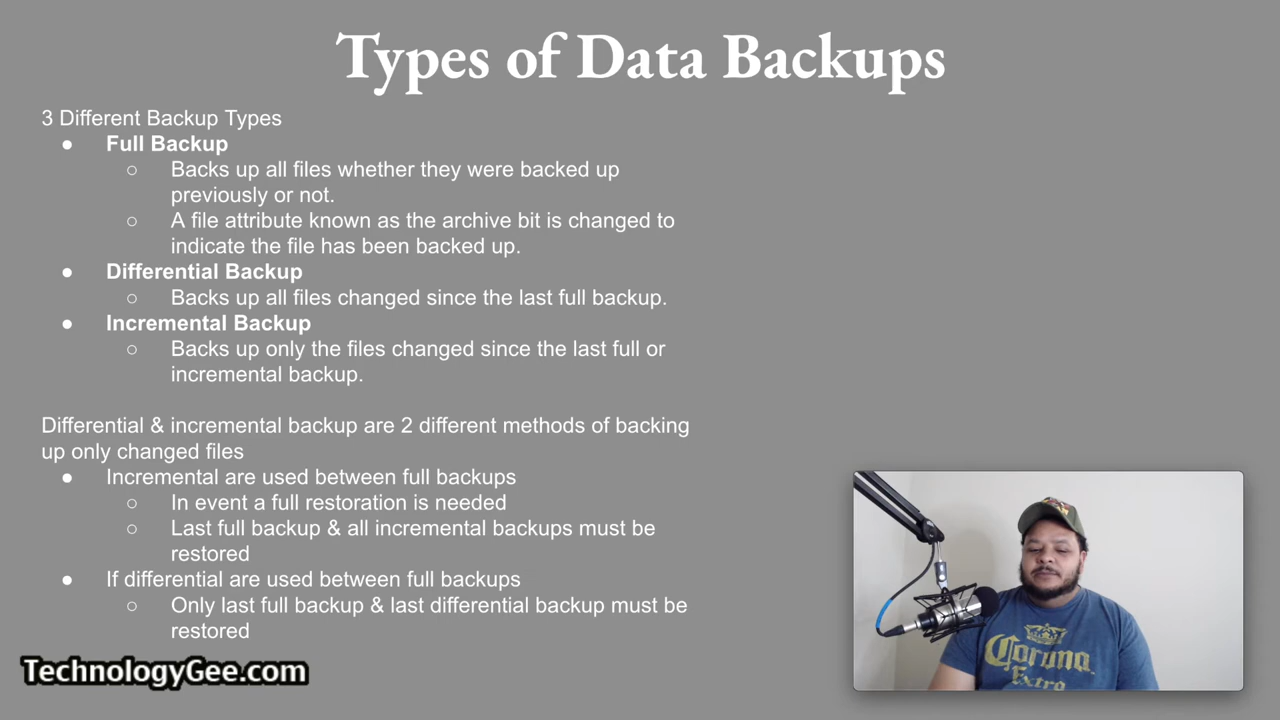 Types of Data Backups
3 Different Backup Types
● Full Backup
○ Backs up all files whether they were backed up
previously or not.
○ A file attribute known as the archive bit is changed to
indicate the file has been backed up.
● Differential Backup
○ Backs up all files changed since the last full backup.
● Incremental Backup
○ Backs up only the files changed since the last full or
incremental backup.
Differential & incremental backup are 2 different methods of backing
up only changed files
● Incremental are used between full backups
○ In event a full restoration is needed
○ Last full backup & all incremental backups must be
restored
● If differential are used between full backups
○ Only last full backup & last differential backup must be
restored
TechnologyGee.com
Corona
Extra